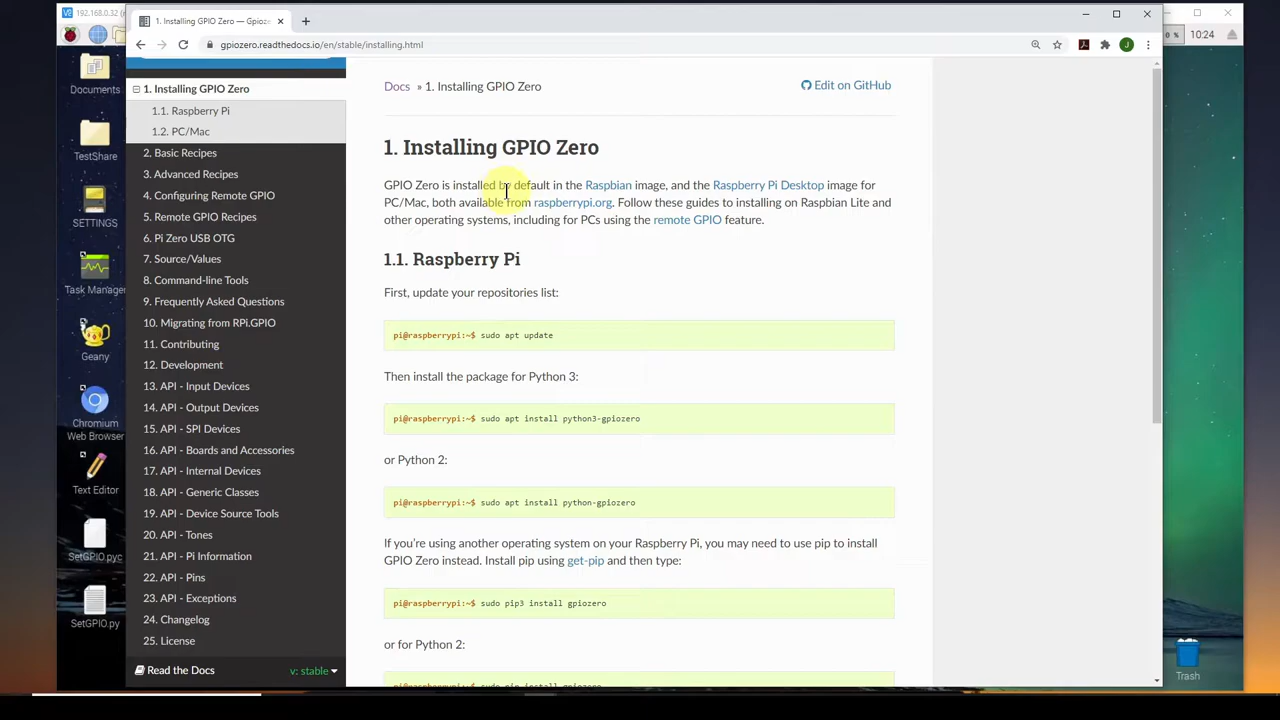 192.168.0.32 (
1. Installing GPIO Zero — Gpioze
gpiozero.readthedocs.io/en/stable/installing.html
J
0 %
10:24
Documents
TestShare
SETTINGS
Task Manager
Geany
Chromium
Web Browser
Text Editor
SetGPIO.pyc
SetGPIO.py
Trash
1. Installing GPIO Zero
1.1. Raspberry Pi
1.2. PC/Mac
2. Basic Recipes
3. Advanced Recipes
4. Configuring Remote GPIO
5. Remote GPIO Recipes
6. Pi Zero USB OTG
7. Source/Values
8. Command-line Tools
9. Frequently Asked Questions
10. Migrating from RPi.GPIO
11. Contributing
12. Development
13. API - Input Devices
14. API - Output Devices
15. API - SPI Devices
16. API - Boards and Accessories
17. API - Internal Devices
18. API - Generic Classes
19. API - Device Source Tools
20. API - Tones
21. API - Pi Information
22. API - Pins
23. API - Exceptions
24. Changelog
25. License
Read the Docs v: stable
Docs » 1. Installing GPIO Zero
Edit on GitHub
1. Installing GPIO Zero
GPIO Zero is installed by default in the Raspbian image, and the Raspberry Pi Desktop image for
PC/Mac, both available from raspberrypi.org. Follow these guides to installing on Raspbian Lite and
other operating systems, including for PCs using the remote GPIO feature.
1.1. Raspberry Pi
First, update your repositories list:
pi@raspberrypi:~$ sudo apt update
Then install the package for Python 3:
pi@raspberrypi:~$ sudo apt install python3-gpiozero
or Python 2:
pi@raspberrypi:~$ sudo apt install python-gpiozero
If you're using another operating system on your Raspberry Pi, you may need to use pip to install
GPIO Zero instead. Install pip using get-pip and then type:
pi@raspberrypi:~$ sudo pip3 install gpiozero
or for Python 2:
pi@raspberrypi:~$ sudo pip install gpiozero